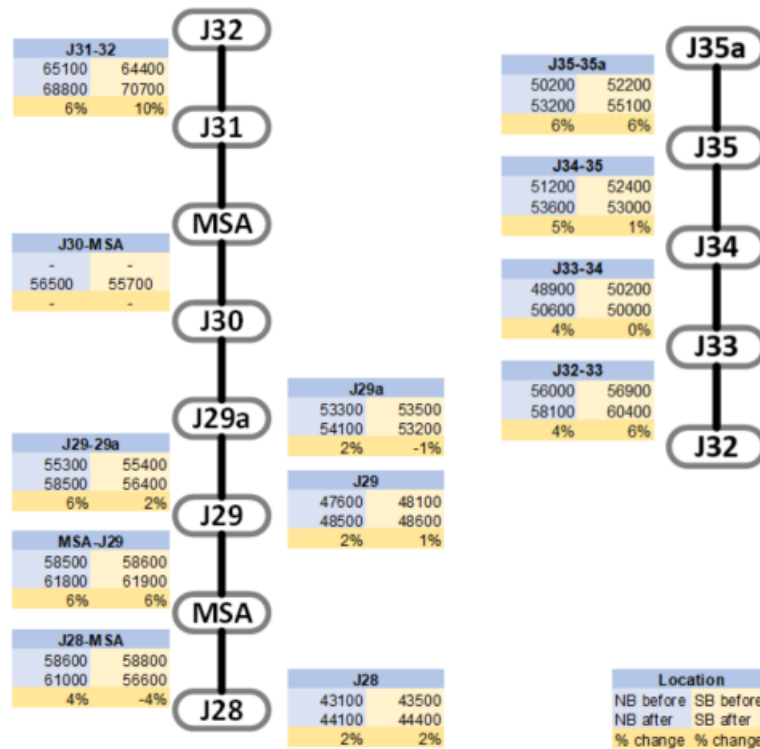 J32
J31-32
65100 64400
68800 70700
6% 10%
J31
MSA
J30-MSA
- -
56500 55700
- -
J30
J29a
J29a
53300 53500
54100 53200
2% -1%
J29-29a
55300 55400
58500 56400
6% 2%
J29
J29
47600 48100
48500 48600
2% 1%
MSA-J29
58500 58600
61800 61900
6% 6%
MSA
J28-MSA
58600 58800
61000 56600
4% -4%
J28
J28
43100 43500
44100 44400
2% 2%
J35a
J35-35a
50200 52200
53200 55100
6% 6%
J35
J34-35
51200 52400
53600 53000
5% 1%
J34
J33-34
48900 50200
50600 50000
4% 0%
J33
J32-33
56000 56900
58100 60400
4% 6%
J32
Location
NB before SB before
NB after SB after
% change % change